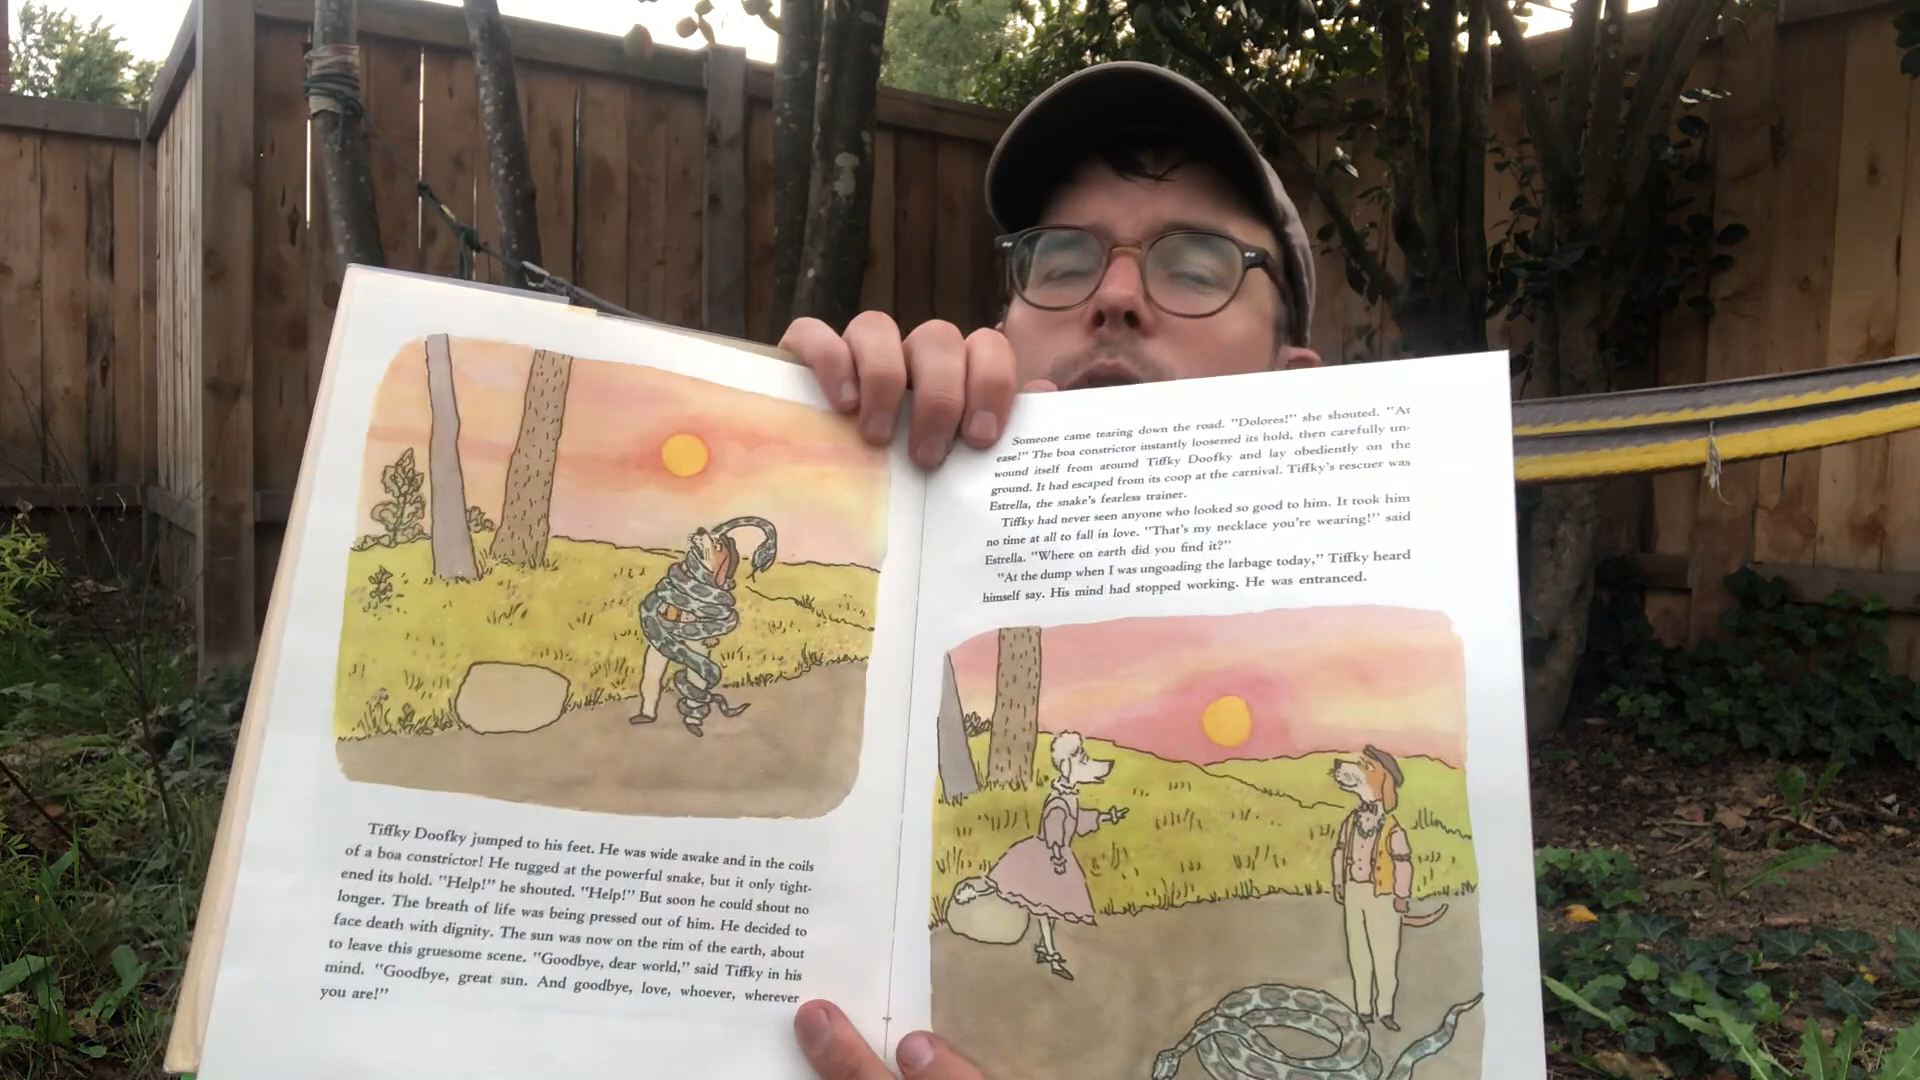 Tiffky Doofky jumped to his feet. He was wide awake and in the coils
of a boa constrictor! He tugged at the powerful snake, but it only tight-
ened its hold. "Help!" he shouted. "Help!" But soon he could shout no
longer. The breath of life was being pressed out of him. He decided to
face death with dignity. The sun was now on the rim of the earth, about
to leave this gruesome scene. "Goodbye, dear world," said Tiffky in his
mind. "Goodbye, great sun. And goodbye, love, whoever, wherever
you are!"
Someone came tearing down the road. "Dolores!" she shouted. "At
ease!" The boa constrictor instantly loosened its hold, then carefully un-
wound itself from around Tiffky Doofky and lay obediently on the
ground. It had escaped from its coop at the carnival. Tiffky's rescuer was
Estrella, the snake's fearless trainer.
Tiffky had never seen anyone who looked so good to him. It took him
no time at all to fall in love. "That's my necklace you're wearing!" said
Estrella. "Where on earth did you find it?"
"At the dump when I was ungoading the larbage today," Tiffky heard
himself say. His mind had stopped working. He was entranced.